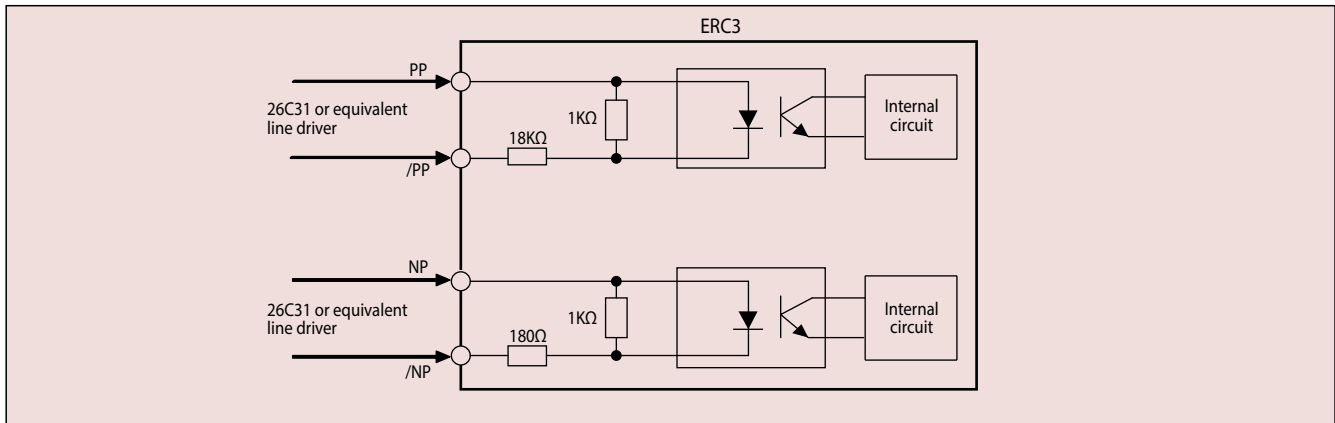 ERC3
PP
26C31 or equivalent
line driver
1KΩ
18KΩ
/PP
Internal
circuit
NP
26C31 or equivalent
line driver
1KΩ
180Ω
/NP
Internal
circuit